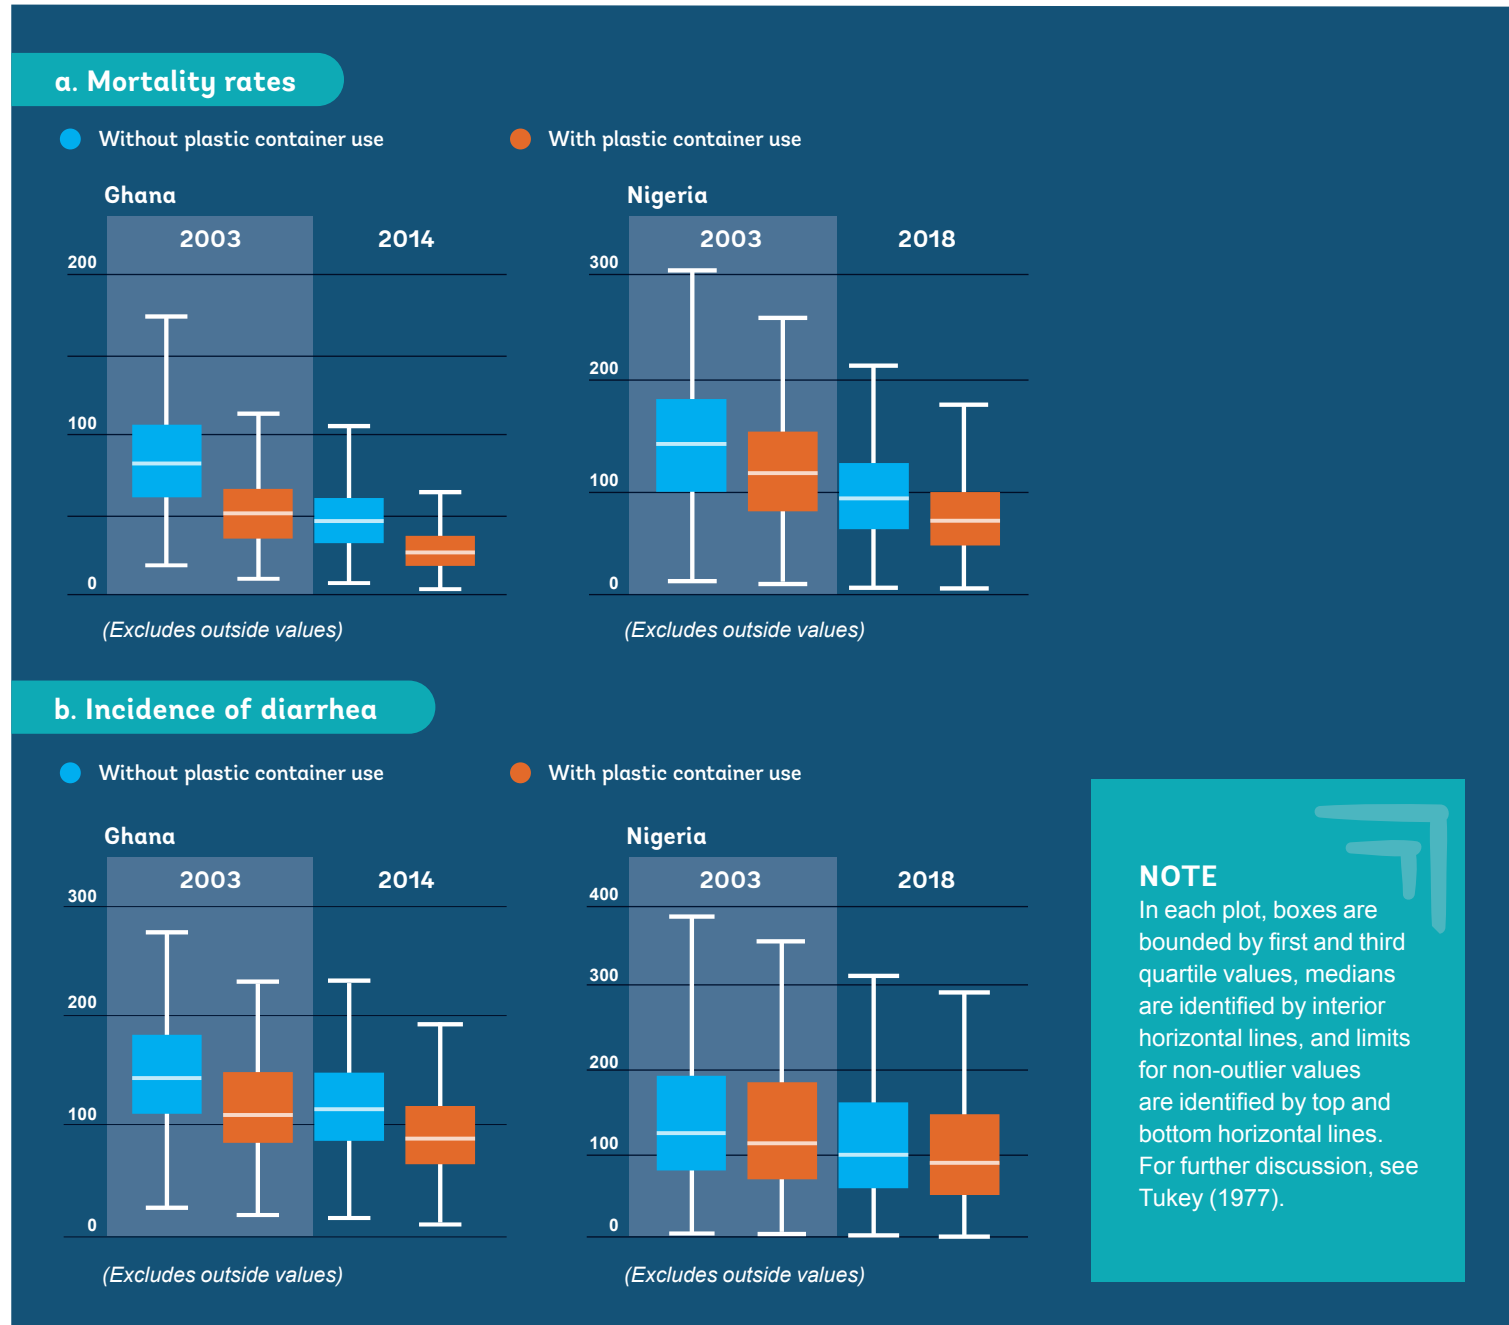 a. Mortality rates
Without plastic container use
With plastic container use
Ghana
2003
2014
200
100
0
(Excludes outside values)
Nigeria
2003
2018
300
200
100
0
(Excludes outside values)
b. Incidence of diarrhea
Without plastic container use
With plastic container use
Ghana
2003
2014
300
200
100
0
(Excludes outside values)
Nigeria
2003
2018
400
300
200
100
0
(Excludes outside values)
NOTE
In each plot, boxes are
bounded by first and third
quartile values, medians
are identified by interior
horizontal lines, and limits
for non-outlier values
are identified by top and
bottom horizontal lines.
For further discussion, see
Tukey (1977).